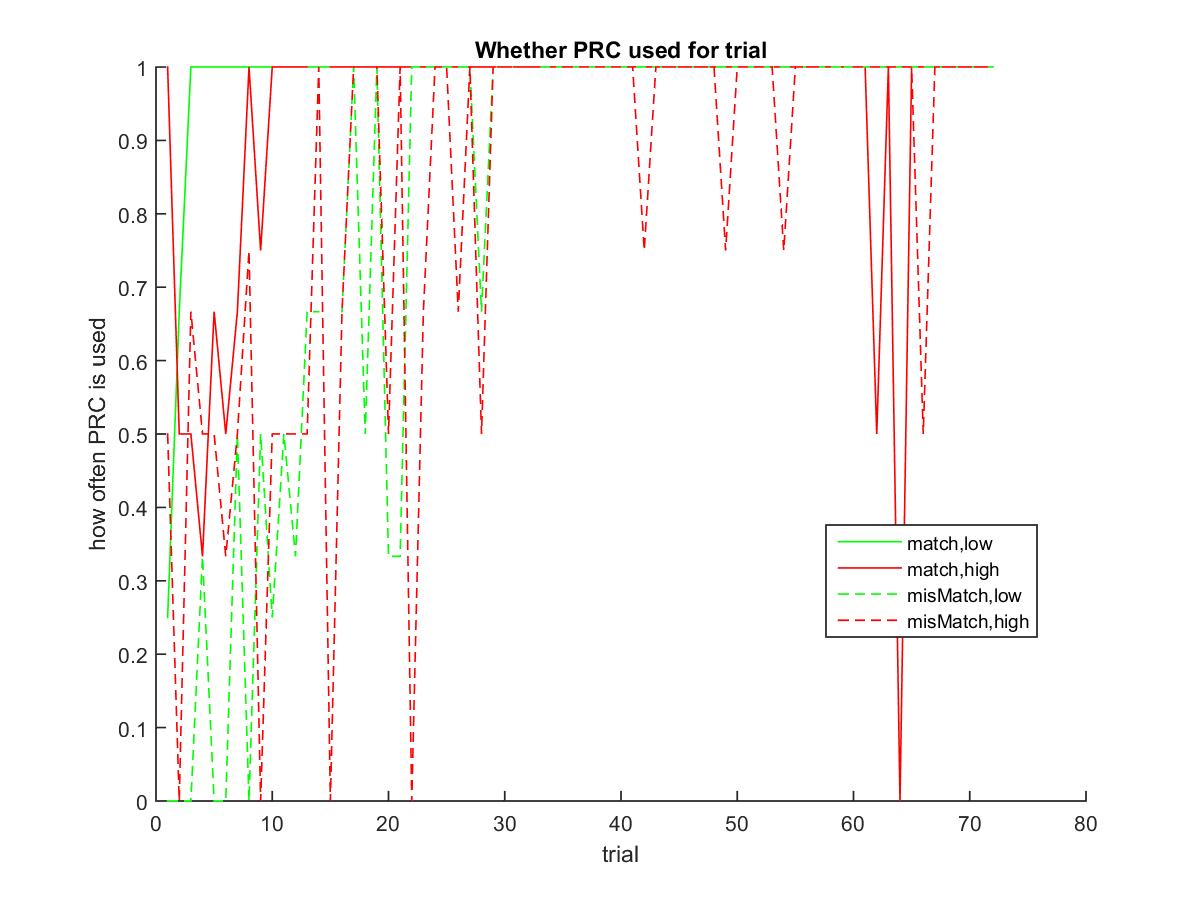 Whether PRC used for trial
how often PRC is used
1
0.9
0.8
0.7
0.6
0.5
0.4
0.3
0.2
0.1
0
0 10 20 30 40 50 60 70 80
trial
match,low
match,high
misMatch,low
misMatch,high